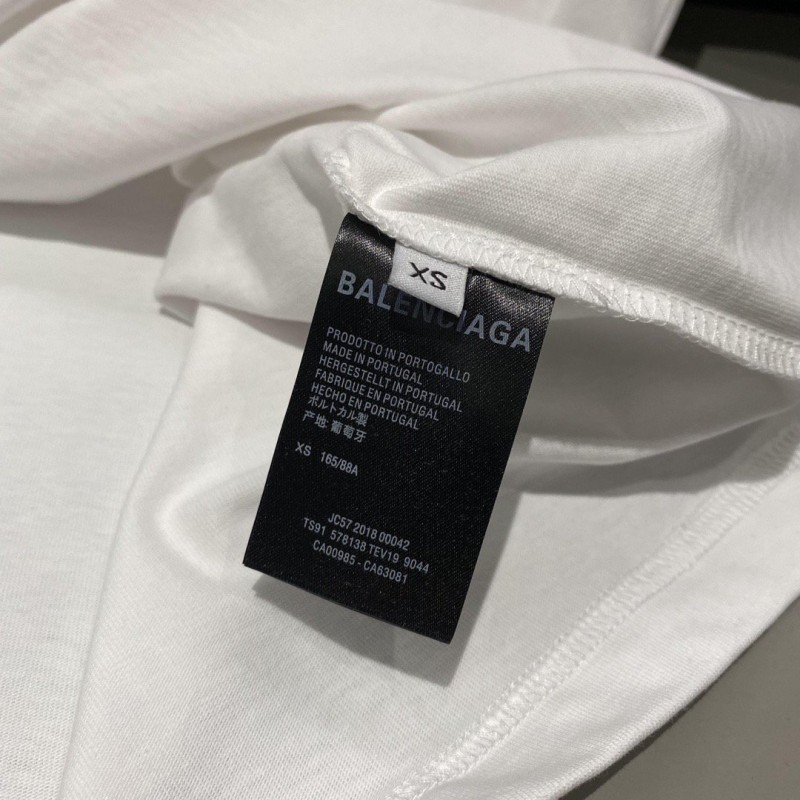 XS
BALENCIAGA
PRODOTTO IN PORTOGALLO
MADE IN PORTUGAL
HERGESTELLT IN PORTUGAL
FABRIQUE EN PORTUGAL
HECHO EN PORTUGAL
ポルトカル製
产地:葡萄牙
XS 165/88A
JC57 2018 00042
TS91 578138 TEV19 9044
CA00985 - CA63081